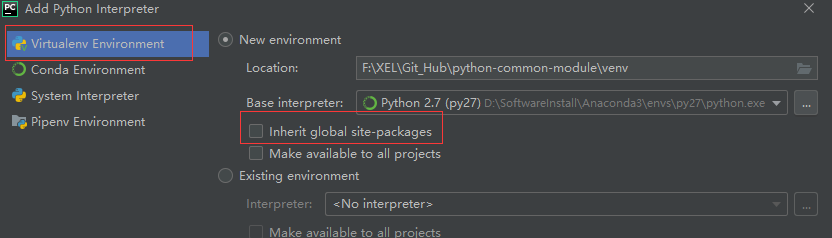 PC Add Python Interpreter
Virtualenv Environment
Conda Environment
System Interpreter
Pipenv Environment
New environment
Location: F:\XEL\Git_Hub\python-common-module\venv
Base interpreter: Python 2.7 (py27) D:\SoftwareInstall\Anaconda3\envs\py27\python.exe ...
Inherit global site-packages
Make available to all projects
Existing environment
Interpreter: <No interpreter> ...
Make available to all projects